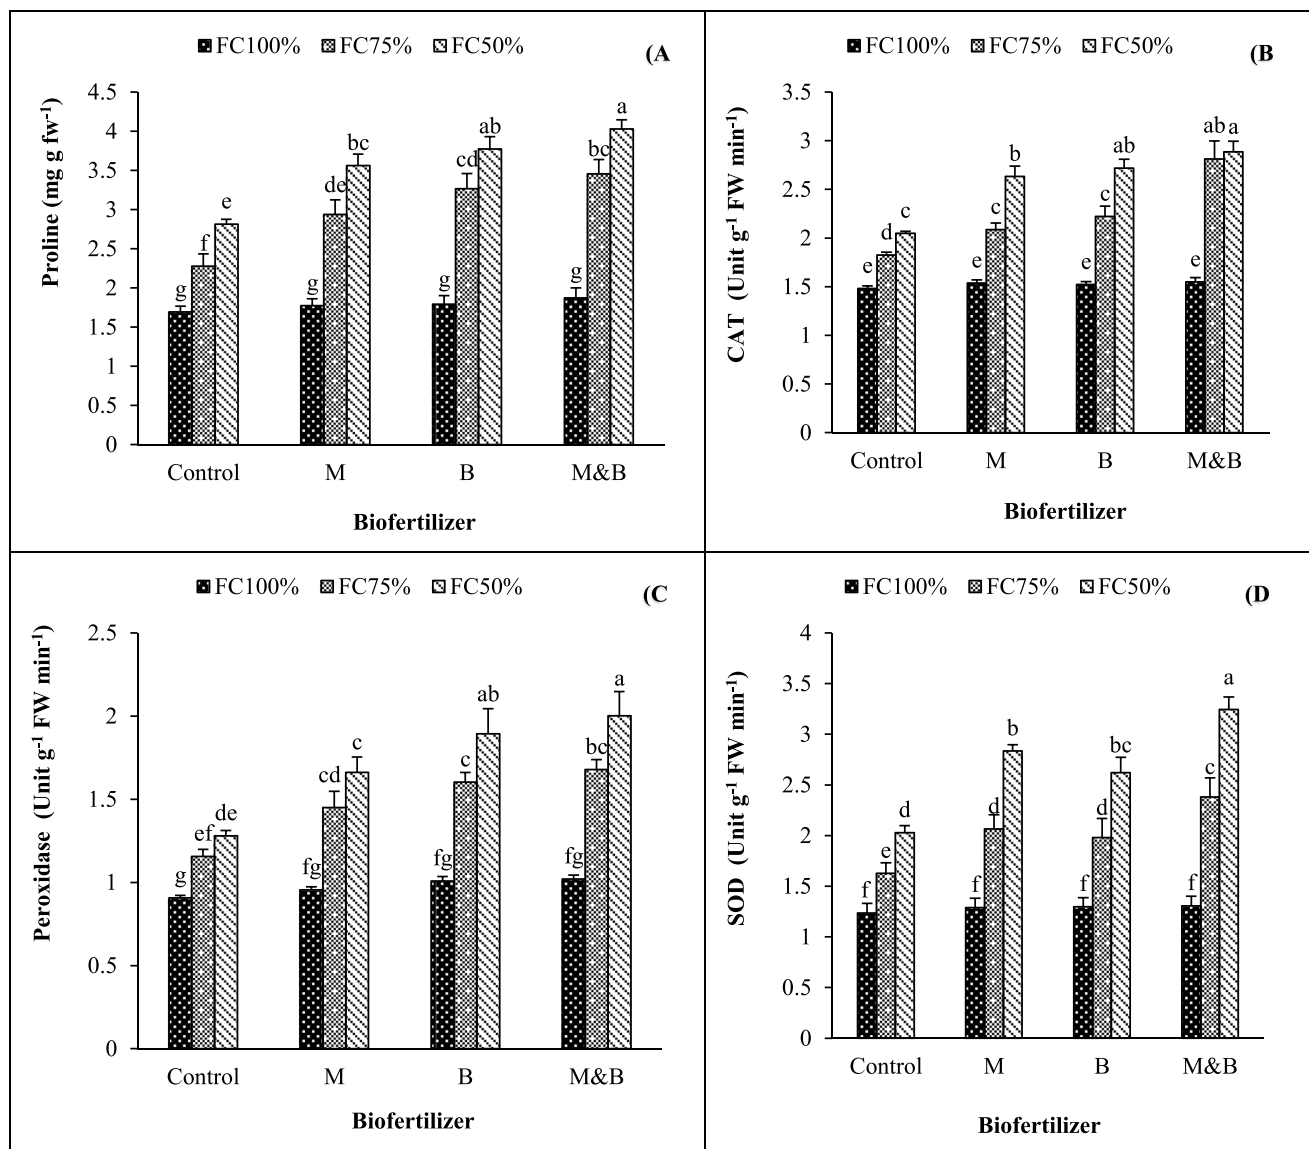 FC100% FC75% FC50%
(A
Proline (mg g fw-1)
4.5
4
3.5
3
2.5
2
1.5
1
0.5
0
g f e
g de bc
g cd ab
g bc a
Control M B M&B
Biofertilizer
FC100% FC75% FC50%
(B
CAT (Unit g-1 FW min-1)
3.5
3
2.5
2
1.5
1
0.5
0
e d c
e c b
e c ab
e ab a
Control M B M&B
Biofertilizer
FC100% FC75% FC50%
(C
Peroxidase (Unit g-1 FW min-1)
2.5
2
1.5
1
0.5
0
g ef de
fg cd c
fg c ab
fg bc a
Control M B M&B
Biofertilizer
FC100% FC75% FC50%
(D
SOD (Unit g-1 FW min-1)
4
3.5
3
2.5
2
1.5
1
0.5
0
f e d
f d b
f d bc
f c a
Control M B M&B
Biofertilizer